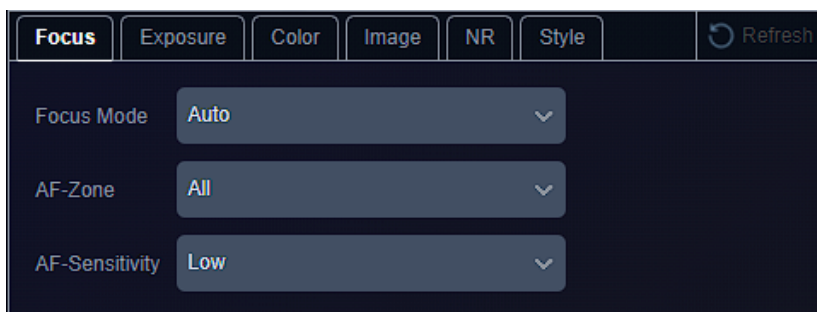 Focus Exposure Color Image NR Style Refresh
Focus Mode Auto
AF-Zone All
AF-Sensitivity Low